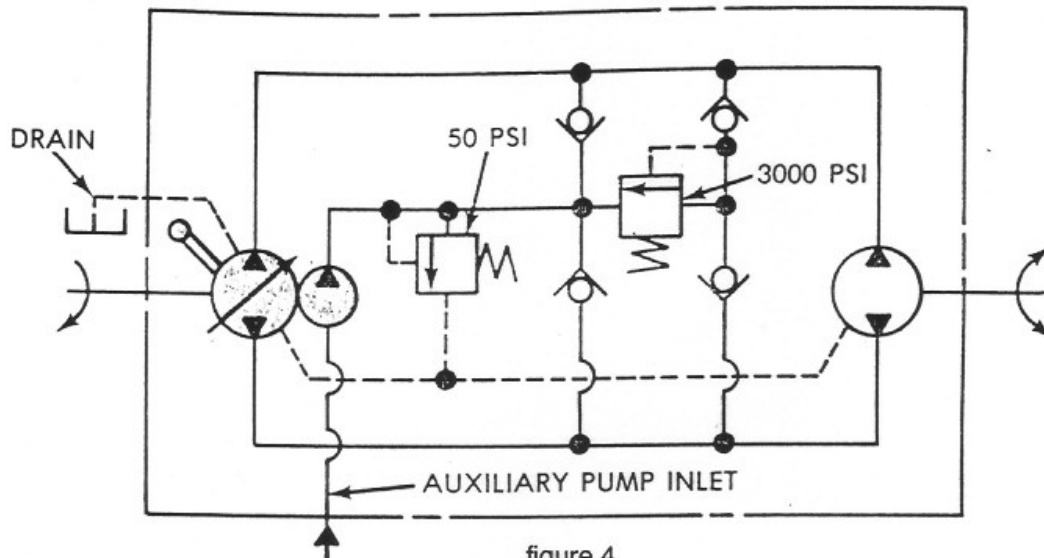 50 PSI
DRAIN
3000 PSI
AUXILIARY PUMP INLET
figure 4